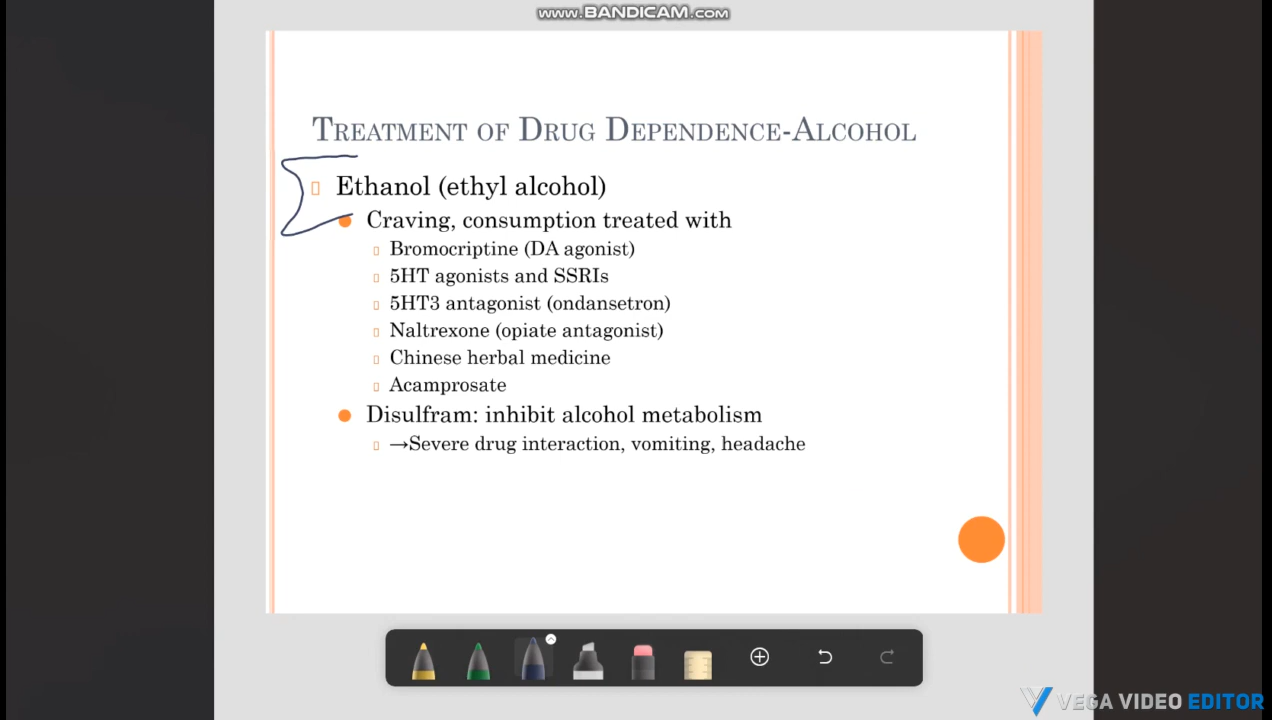 www.BANDICAM.com
Treatment of Drug Dependence-Alcohol
Ethanol (ethyl alcohol)
Craving, consumption treated with
Bromocriptine (DA agonist)
5HT agonists and SSRIs
5HT3 antagonist (ondansetron)
Naltrexone (opiate antagonist)
Chinese herbal medicine
Acamprosate
Disulfram: inhibit alcohol metabolism
→Severe drug interaction, vomiting, headache
VEGA VIDEO EDITOR